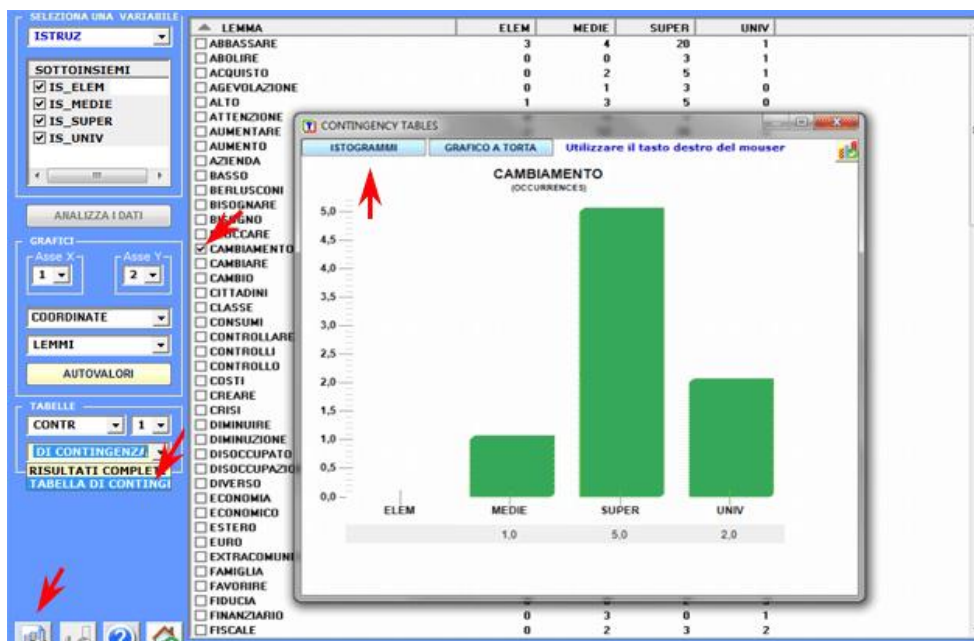 SELEZIONA UNA VARIABILE
ISTRUZ
SOTTOINSIEMI
IS_ELEM
IS_MEDIE
IS_SUPER
IS_UNIV
ANALIZZA I DATI
GRAFICI
Asse X
Asse Y
1
2
COORDINATE
LEMMI
AUTOVALORI
TABELLE
CONTR
1
DI CONTINGENZA
RISULTATI COMPLETI
TABELLA DI CONTINGI
LEMMA ELEM MEDIE SUPER UNIV
ABBASSARE 3 4 20 1
ABOLIRE 0 0 3 1
ACQUISTO 0 2 5 1
AGEVOLAZIONE 0 1 3 0
ALTO 1 3 5 0
ATTENZIONE
AUMENTARE
AUMENTO
AZIENDA
BASSO
BERLUSCONI
BISOGNARE
BISOGNO
CAMBIAMENTO
CAMBIARE
CAMBIO
CITTADINI
CLASSE
CONSUMI
CONTROLLARE
CONTROLLI
CONTROLLO
COSTI
CREARE
CRISI
DIMINUIRE
DIMINUZIONE
DISOCCUPATO
DISOCCUPAZIO
DIVERSO
ECONOMIA
ECONOMICO
ESTERO
EURO
EXTRACOMUNI
FAMIGLIA
FAVORIRE
FIDUCIA
FINANZIARIO 0 3 0 1
FISCALE 0 2 3 2
CONTINGENCY TABLES
ISTOGRAMMI GRAFICO A TORTA Utilizzare il tasto destro del mouser
CAMBIAMENTO
(OCCURRENCES)
5,0
4,5
4,0
3,5
3,0
2,5
2,0
1,5
1,0
0,5
0,0
ELEM MEDIE SUPER UNIV
1,0 5,0 2,0